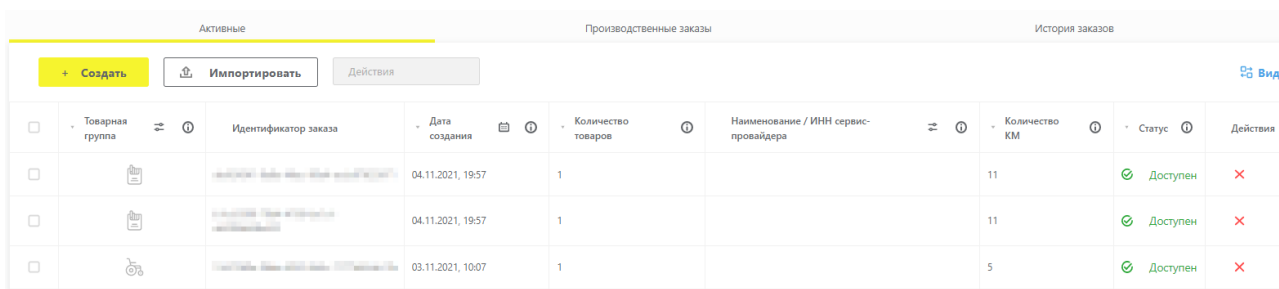 Активные Производственные заказы История заказов
+ Создать Импортировать Действия Вид
Товарная группа Идентификатор заказа Дата создания Количество товаров Наименование / ИНН сервис-провайдера Количество КМ Статус Действия
04.11.2021, 19:57 1 11 Доступен
04.11.2021, 19:57 1 11 Доступен
03.11.2021, 10:07 1 5 Доступен